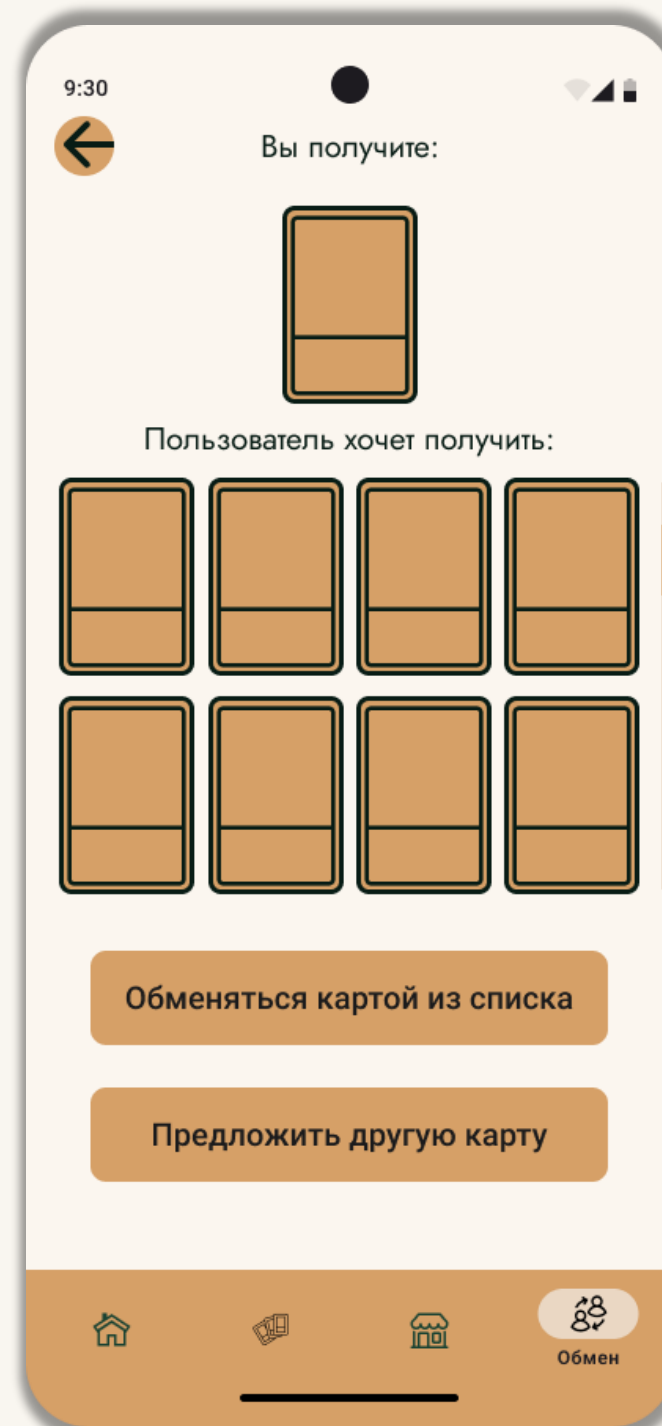 9:30
Вы получите:
Пользователь хочет получить:
Обменяться картой из списка
Предложить другую карту
Обмен